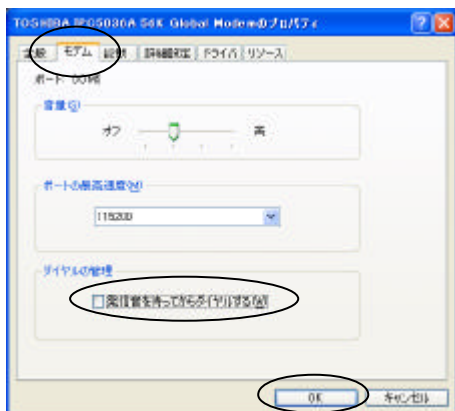 TOSHIBA 56K Global Modemのプロパティ
全般 モデム 診断 詳細設定 ドライバ リソース
ポート:
音量(S)
オフ 高
ポートの最高速度(M)
115200
ダイヤルの管理
発信音を待ってからダイヤルする(W)
OK キャンセル